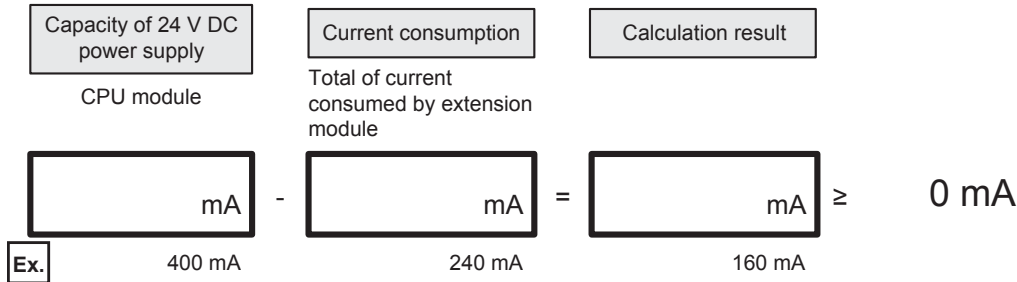 Capacity of 24 V DC
power supply
Current consumption
Calculation result
CPU module
Total of current
consumed by extension
module
mA - mA = mA ≥ 0 mA
Ex. 400 mA 240 mA 160 mA